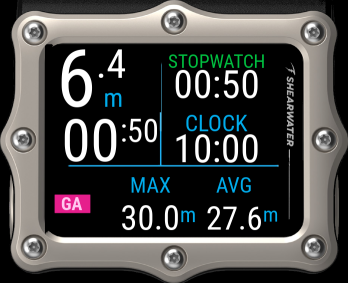 6.4 m
00:50
STOPWATCH
00:50
CLOCK
10:00
MAX AVG
GA
30.0m 27.6m
SHEARWATER